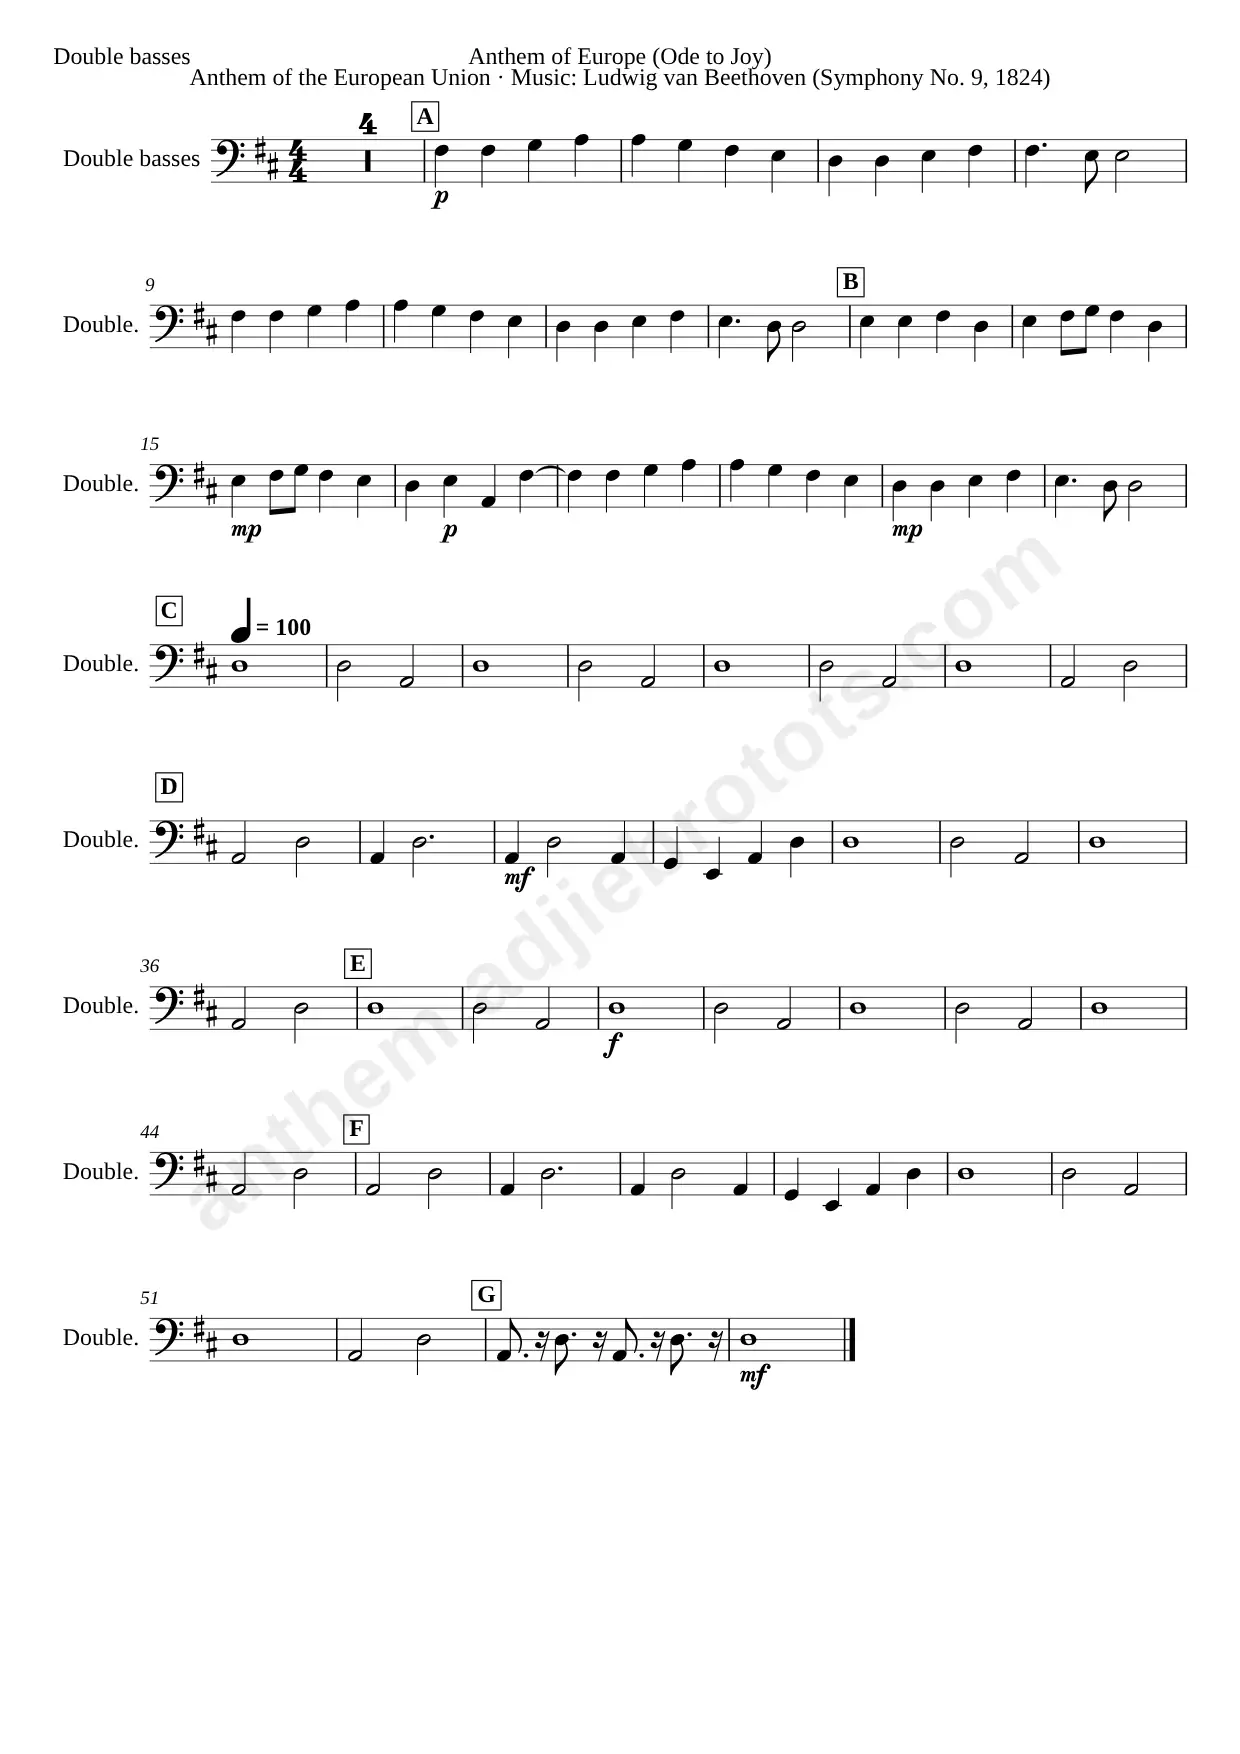 Double basses
Anthem of Europe (Ode to Joy)
Anthem of the European Union · Music: Ludwig van Beethoven (Symphony No. 9, 1824)
4
A
Double basses
4
4
p
9
B
Double.
15
Double.
mp
p
mp
C
= 100
Double.
D
Double.
mf
36
E
Double.
f
44
F
Double.
51
G
Double.
mf
anthem.adjiebrotots.com